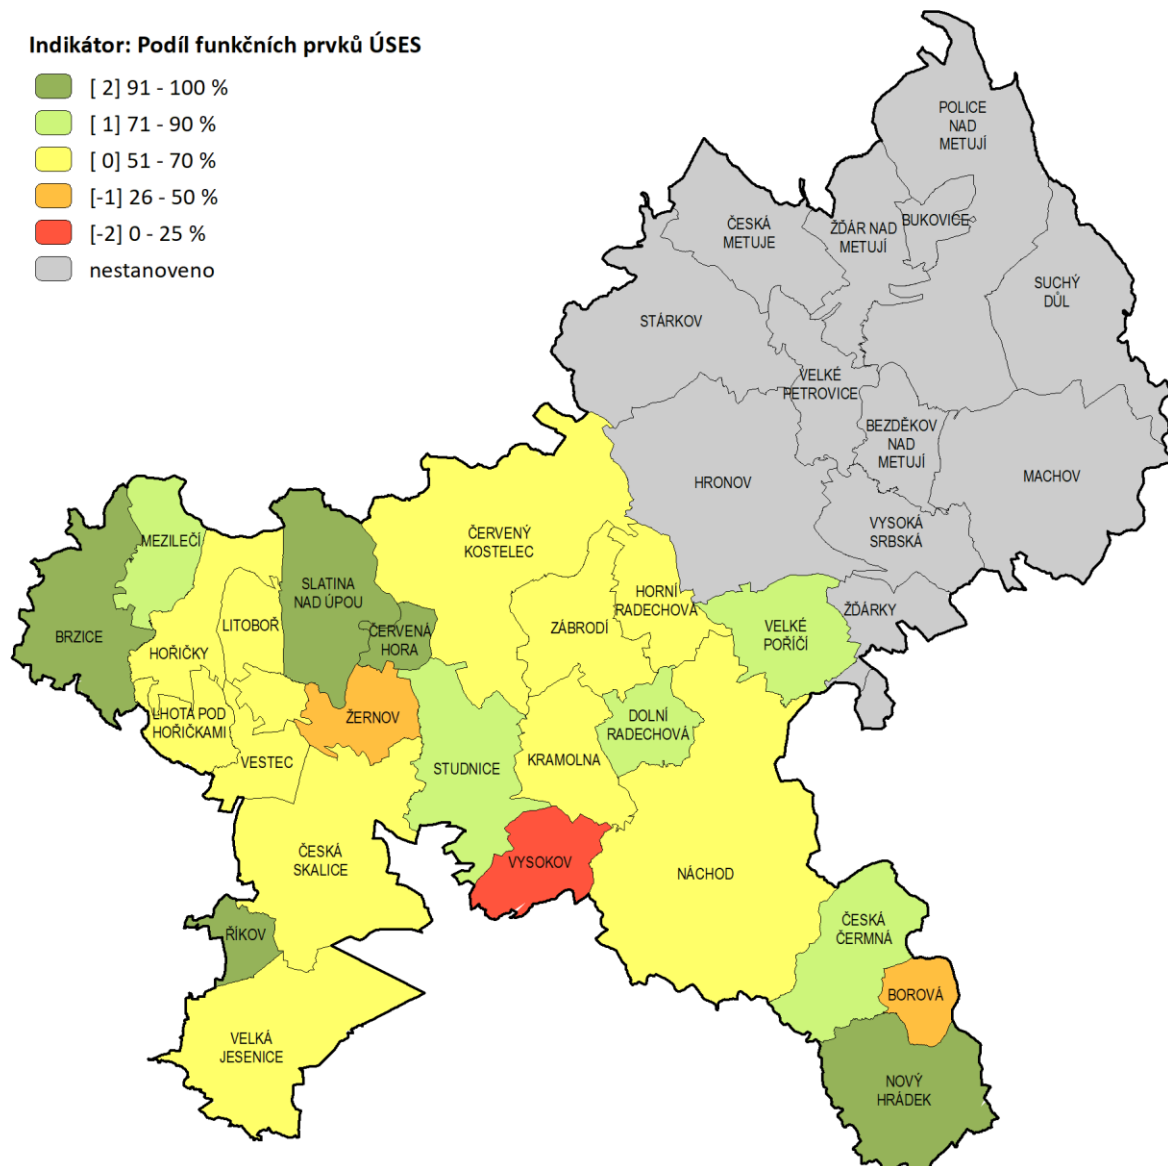 Indikátor: Podíl funkčních prvků ÚSES
[ 2] 91 - 100 %
[ 1] 71 - 90 %
[ 0] 51 - 70 %
[-1] 26 - 50 %
[-2] 0 - 25 %
nestanoveno
POLICE
NAD
METUJÍ
ČESKÁ
METUJE
ŽĎÁR NAD
METUJÍ
BUKOVICE
SUCHÝ
DŮL
STÁRKOV
VELKÉ
PETROVICE
BEZDĚKOV
NAD
METUJÍ
HRONOV
MACHOV
VYSOKÁ
SRBSKÁ
ČERVENÝ
KOSTELEC
MEZILEČÍ
SLATINA
NAD ÚPOU
HORNÍ
RADECHOVÁ
ŽĎÁRKY
BRZICE
LITOBOŘ
ČERVENÁ
HORA
ZÁBRODÍ
VELKÉ
POŘÍČÍ
HOŘIČKY
LHOTA POD
HOŘIČKAMI
ŽERNOV
DOLNÍ
RADECHOVÁ
VESTEC
STUDNICE
KRAMOLNA
ČESKÁ
SKALICE
VYSOKOV
NÁCHOD
ŘÍKOV
ČESKÁ
ČERMNÁ
BOROVÁ
VELKÁ
JESENICE
NOVÝ
HRÁDEK